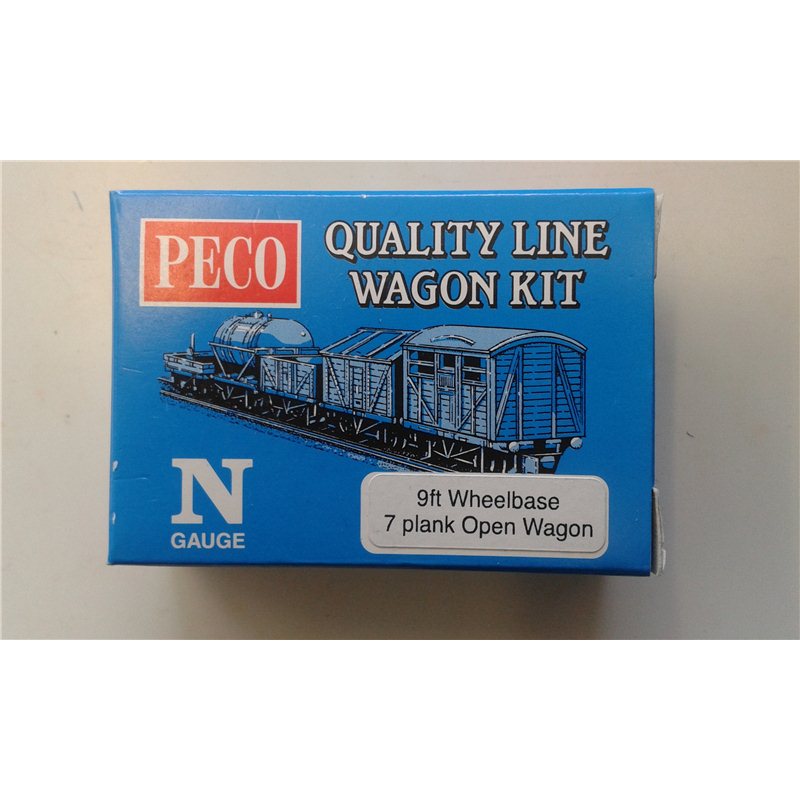 PECO
QUALITY LINE
WAGON KIT
N
GAUGE
9ft Wheelbase
7 plank Open Wagon